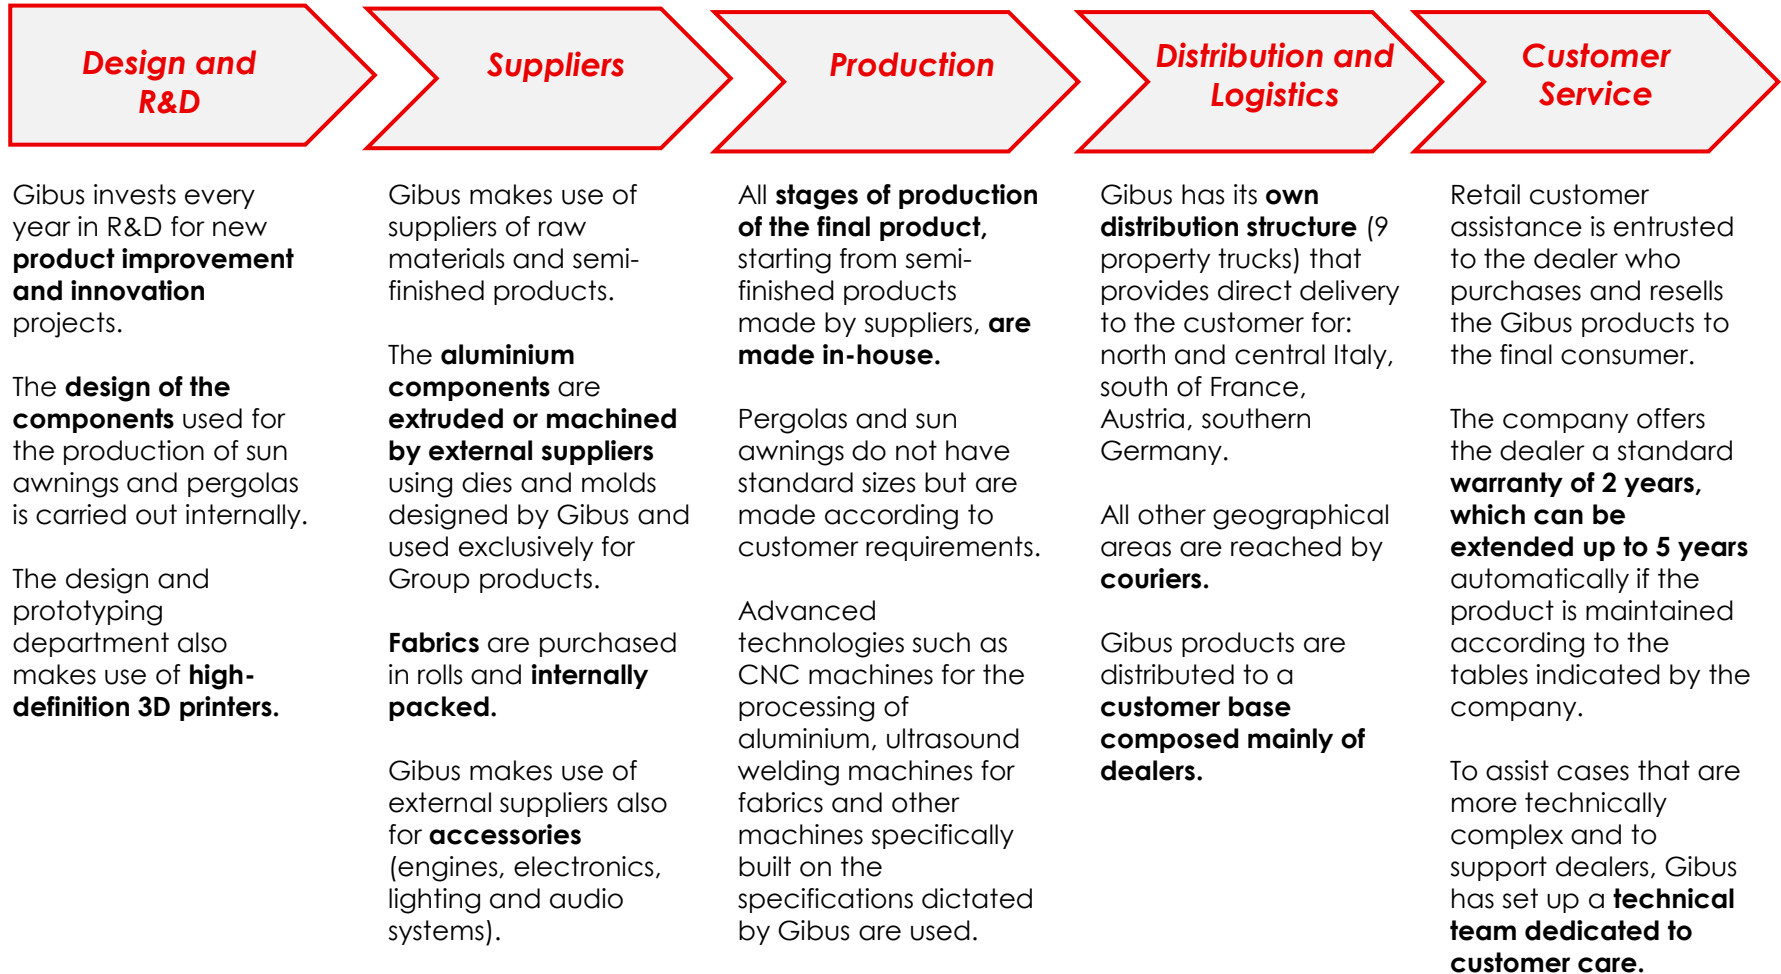 Design and
R&D
Suppliers
Production
Distribution and
Logistics
Customer
Service
Gibus invests every
year in R&D for new
product improvement
and innovation
projects.
The design of the
components used for
the production of sun
awnings and pergolas
is carried out internally.
The design and
prototyping
department also
makes use of high-
definition 3D printers.
Gibus makes use of
suppliers of raw
materials and semi-
finished products.
The aluminium
components are
extruded or machined
by external suppliers
using dies and molds
designed by Gibus and
used exclusively for
Group products.
Fabrics are purchased
in rolls and internally
packed.
Gibus makes use of
external suppliers also
for accessories
(engines, electronics,
lighting and audio
systems).
All stages of production
of the final product,
starting from semi-
finished products
made by suppliers, are
made in-house.
Pergolas and sun
awnings do not have
standard sizes but are
made according to
customer requirements.
Advanced
technologies such as
CNC machines for the
processing of
aluminium, ultrasound
welding machines for
fabrics and other
machines specifically
built on the
specifications dictated
by Gibus are used.
Gibus has its own
distribution structure (9
property trucks) that
provides direct delivery
to the customer for:
north and central Italy,
south of France,
Austria, southern
Germany.
All other geographical
areas are reached by
couriers.
Gibus products are
distributed to a
customer base
composed mainly of
dealers.
Retail customer
assistance is entrusted
to the dealer who
purchases and resells
the Gibus products to
the final consumer.
The company offers
the dealer a standard
warranty of 2 years,
which can be
extended up to 5 years
automatically if the
product is maintained
according to the
tables indicated by the
company.
To assist cases that are
more technically
complex and to
support dealers, Gibus
has set up a technical
team dedicated to
customer care.